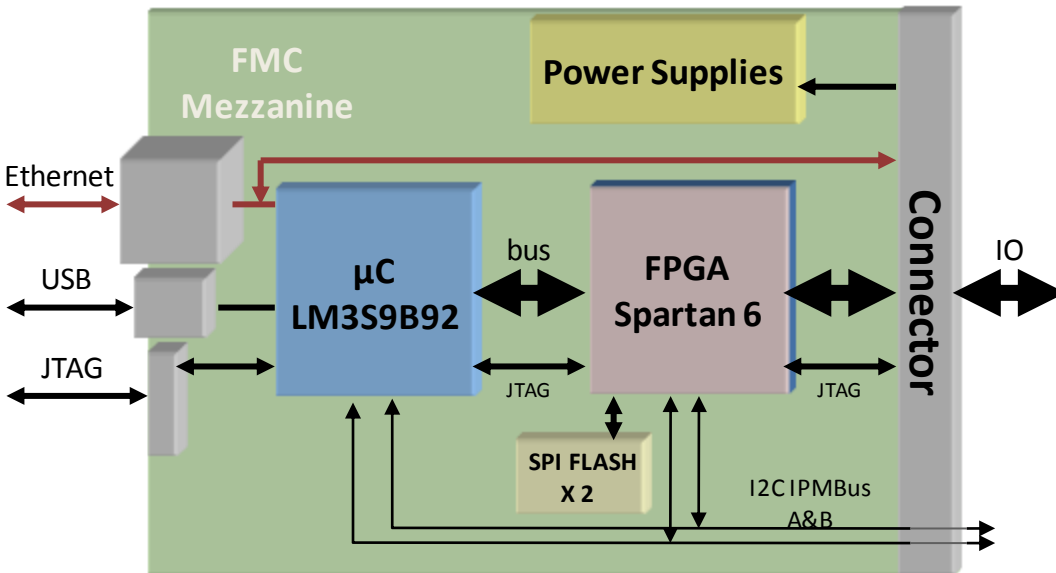 FMC
Mezzanine
Power Supplies
Ethernet
USB
JTAG
µC
LM3S9B92
bus
FPGA
Spartan 6
JTAG
JTAG
SPI FLASH
X 2
I2C IPMBus
A&B
Connector
IO